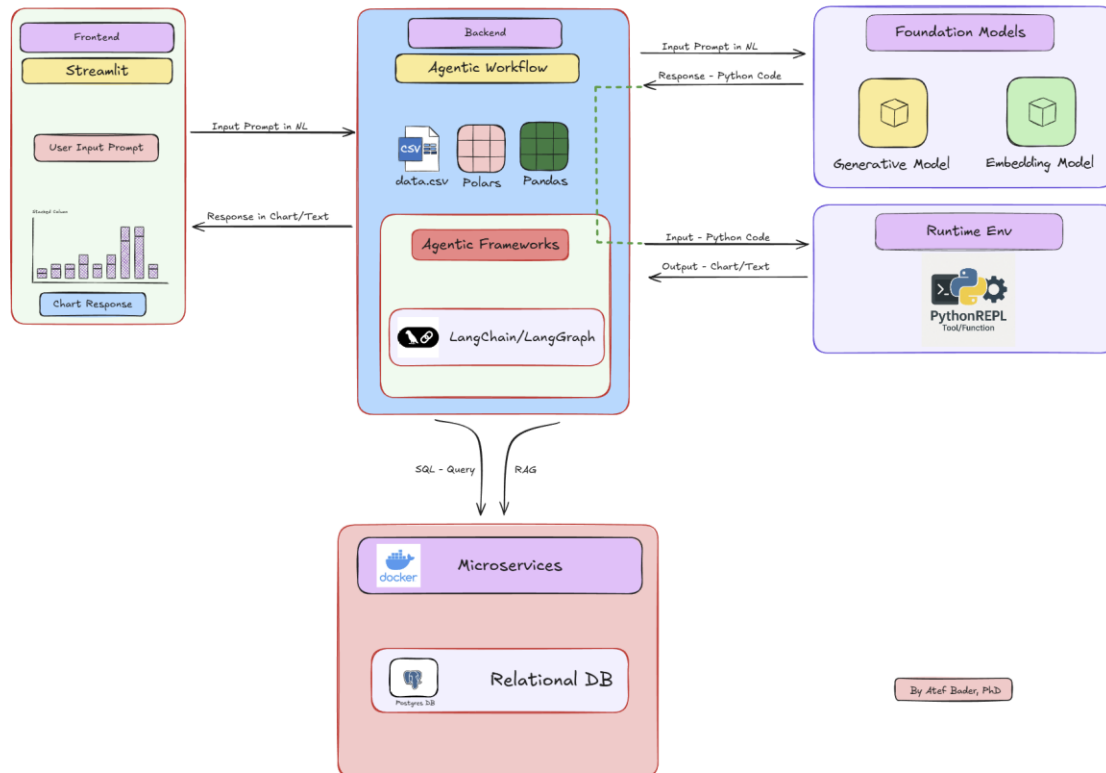 Frontend
Streamlit
User Input Prompt
Stacked Column
Chart Response
Input Prompt in NL
Response in Chart/Text
Backend
Agentic Workflow
CSV
data.csv
Polars
Pandas
Agentic Frameworks
LangChain/LangGraph
Input Prompt in NL
Response - Python Code
Foundation Models
Generative Model
Embedding Model
Input - Python Code
Output - Chart/Text
Runtime Env
PythonREPL
Tool/Function
SQL - Query
RAG
docker
Microservices
Postgres DB
Relational DB
By Atef Bader, PhD